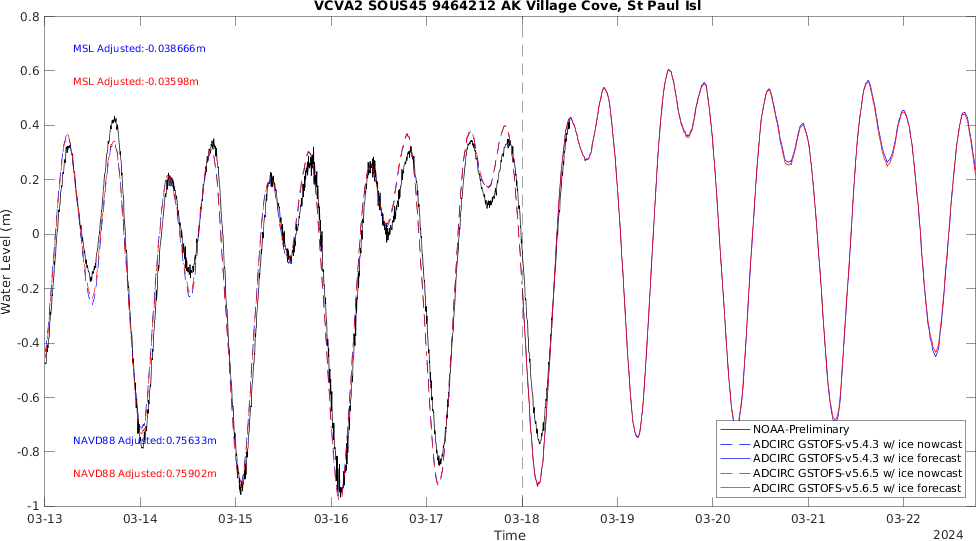 VCVA2 SOUS45 9464212 AK Village Cove, St Paul Isl
0.8
0.6
0.4
0.2
0
-0.2
-0.4
-0.6
-0.8
-1
Water Level (m)
MSL Adjusted:-0.038666m
MSL Adjusted:-0.03598m
NAVD88 Adjusted:0.75633m
NAVD88 Adjusted:0.75902m
NOAA-Preliminary
ADCIRC GSTOFS-v5.4.3 w/ ice nowcast
ADCIRC GSTOFS-v5.4.3 w/ ice forecast
ADCIRC GSTOFS-v5.6.5 w/ ice nowcast
ADCIRC GSTOFS-v5.6.5 w/ ice forecast
03-13 03-14 03-15 03-16 03-17 03-18 03-19 03-20 03-21 03-22
Time
2024